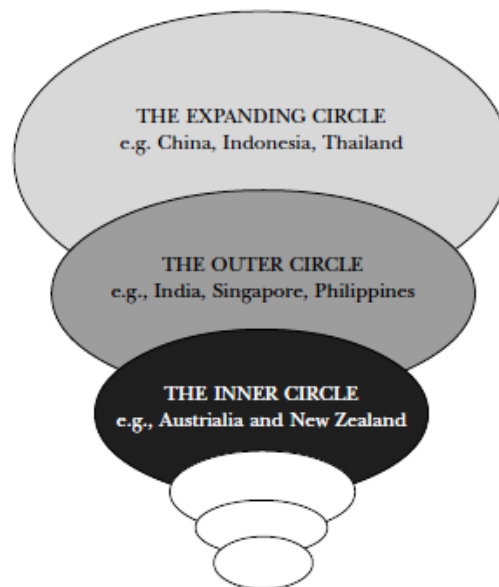 THE EXPANDING CIRCLE
e.g. China, Indonesia, Thailand
THE OUTER CIRCLE
e.g., India, Singapore, Philippines
THE INNER CIRCLE
e.g., Austrialia and New Zealand